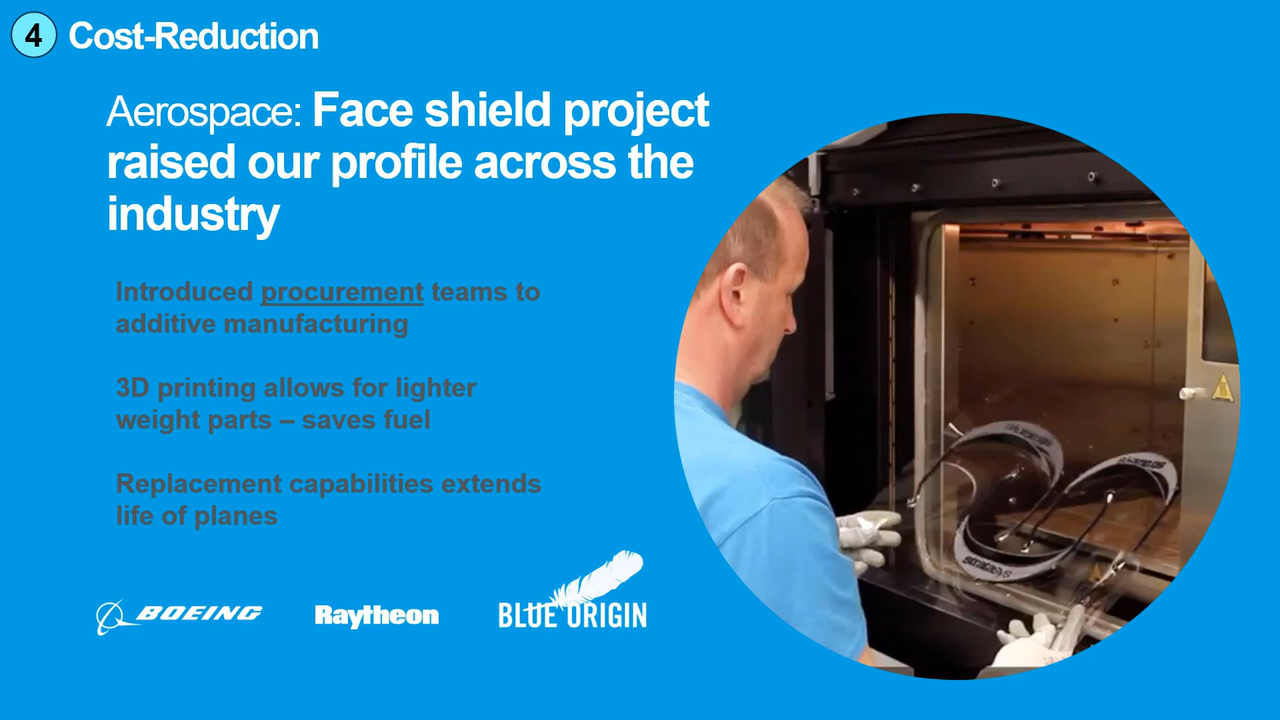 4 Cost-Reduction
Aerospace: Face shield project
raised our profile across the
industry
Introduced procurement teams to
additive manufacturing
3D printing allows for lighter
weight parts – saves fuel
Replacement capabilities extends
life of planes
BOEING
Raytheon
BLUE ORIGIN
stratasys